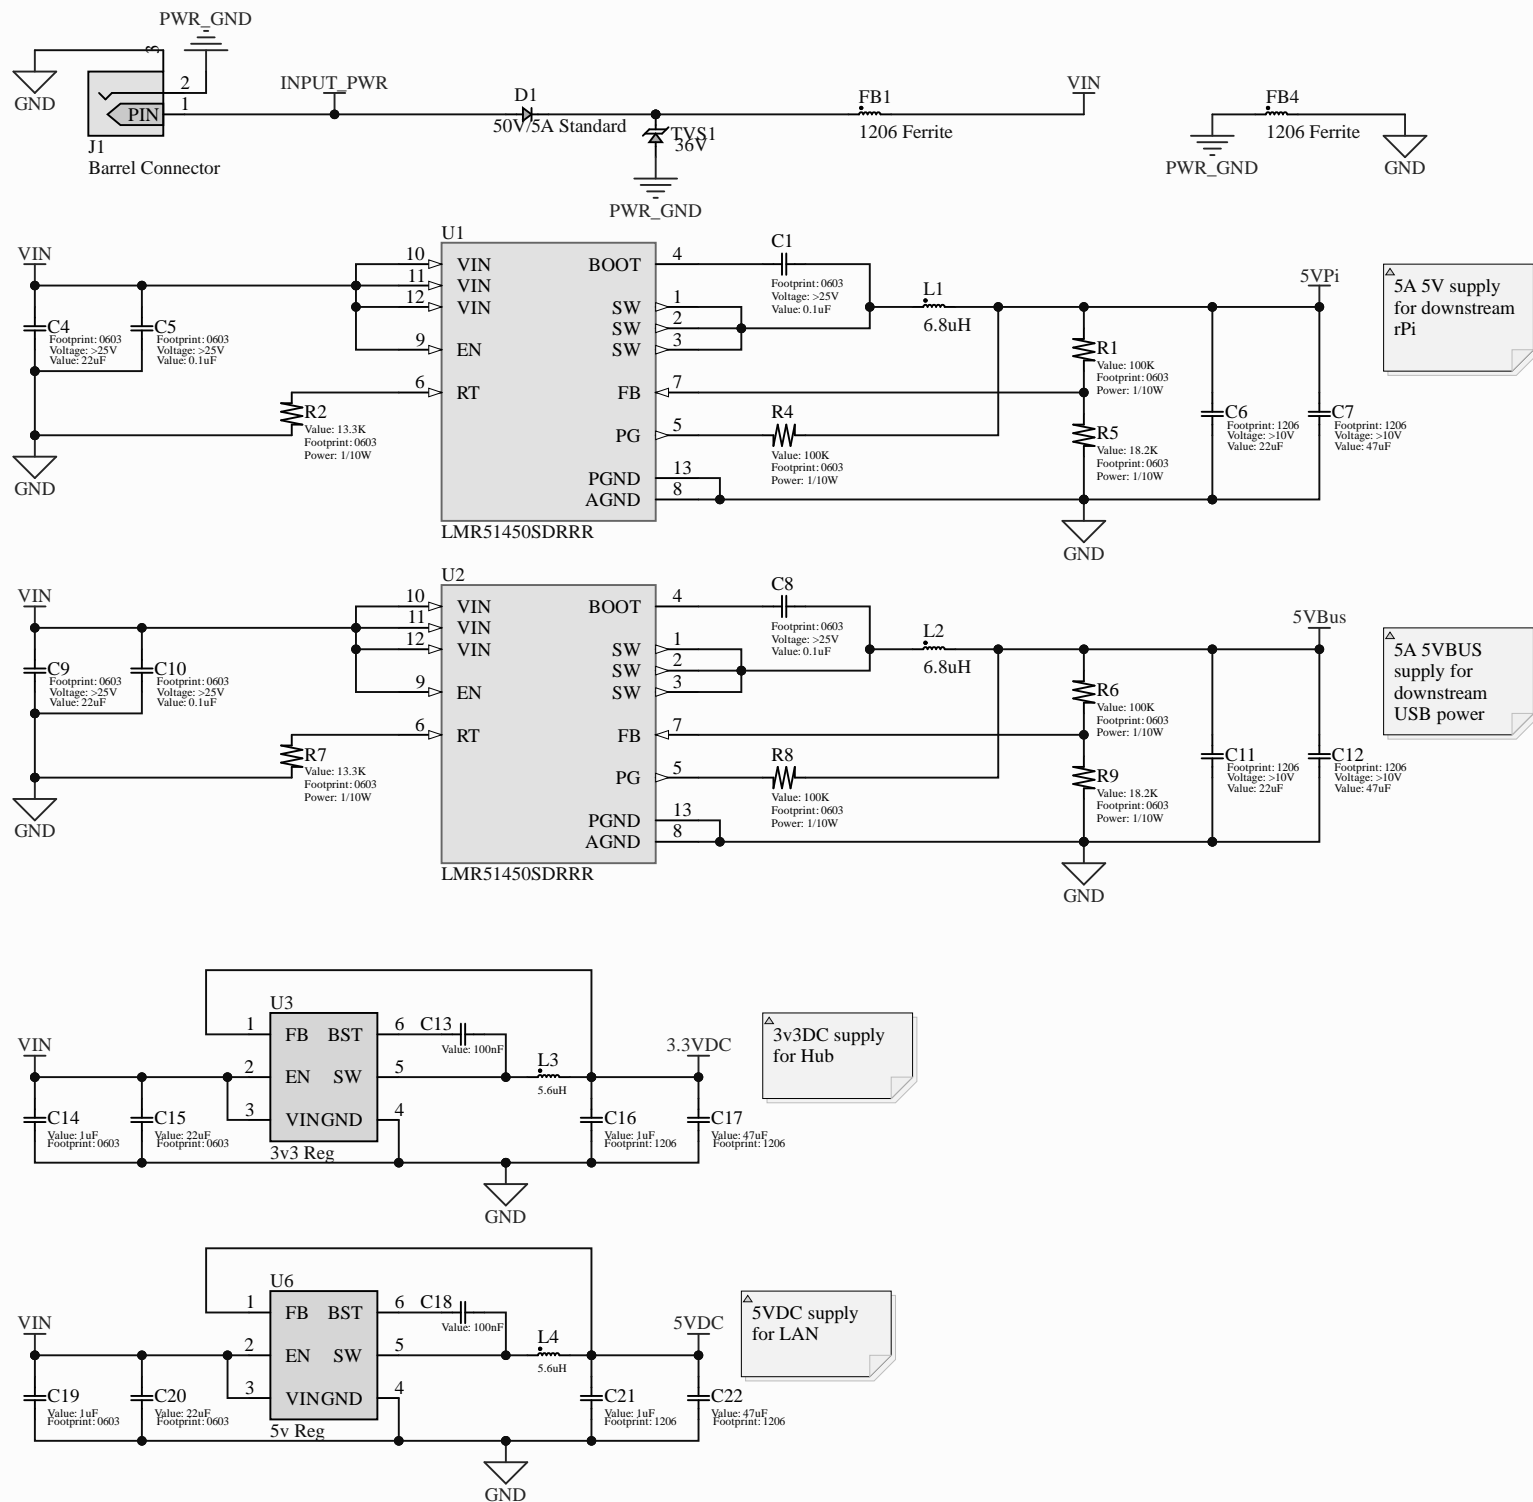 PWR_GND
3
GND
2
1
PIN
J1
Barrel Connector
INPUT_PWR
D1
50V/5A Standard
TVS1
36V
PWR_GND
FB1
1206 Ferrite
VIN
FB4
1206 Ferrite
PWR_GND
GND
VIN
C4
Footprint: 0603
Voltage: >25V
Value: 22uF
C5
Footprint: 0603
Voltage: >25V
Value: 0.1uF
GND
R2
Value: 13.3K
Footprint: 0603
Power: 1/10W
U1
10 VIN BOOT 4
11 VIN
12 VIN SW 1
SW 2
9 EN SW 3
6 RT FB 7
PG 5
PGND 13
AGND 8
LMR51450SDRRR
C1
Footprint: 0603
Voltage: >25V
Value: 0.1uF
L1
6.8uH
R4
Value: 100K
Footprint: 0603
Power: 1/10W
R1
Value: 100K
Footprint: 0603
Power: 1/10W
R5
Value: 18.2K
Footprint: 0603
Power: 1/10W
GND
5VPi
C6
Footprint: 1206
Voltage: >10V
Value: 22uF
C7
Footprint: 1206
Voltage: >10V
Value: 47uF
5A 5V supply
for downstream
rPi
VIN
C9
Footprint: 0603
Voltage: >25V
Value: 22uF
C10
Footprint: 0603
Voltage: >25V
Value: 0.1uF
GND
R7
Value: 13.3K
Footprint: 0603
Power: 1/10W
U2
10 VIN BOOT 4
11 VIN
12 VIN SW 1
SW 2
9 EN SW 3
6 RT FB 7
PG 5
PGND 13
AGND 8
LMR51450SDRRR
C8
Footprint: 0603
Voltage: >25V
Value: 0.1uF
L2
6.8uH
R8
Value: 100K
Footprint: 0603
Power: 1/10W
R6
Value: 100K
Footprint: 0603
Power: 1/10W
R9
Value: 18.2K
Footprint: 0603
Power: 1/10W
GND
5VBus
C11
Footprint: 1206
Voltage: >10V
Value: 22uF
C12
Footprint: 1206
Voltage: >10V
Value: 47uF
5A 5VBUS
supply for
downstream
USB power
VIN
C14
Value: 1uF
Footprint: 0603
C15
Value: 22uF
Footprint: 0603
U3
1 FB BST 6
2 EN SW 5
3 VIN GND 4
3v3 Reg
C13
Value: 100nF
L3
5.6uH
3.3VDC
C16
Value: 1uF
Footprint: 1206
C17
Value: 47uF
Footprint: 1206
GND
3v3DC supply
for Hub
VIN
C19
Value: 1uF
Footprint: 0603
C20
Value: 22uF
Footprint: 0603
U6
1 FB BST 6
2 EN SW 5
3 VIN GND 4
5v Reg
C18
Value: 100nF
L4
5.6uH
5VDC
C21
Value: 1uF
Footprint: 1206
C22
Value: 47uF
Footprint: 1206
GND
5VDC supply
for LAN